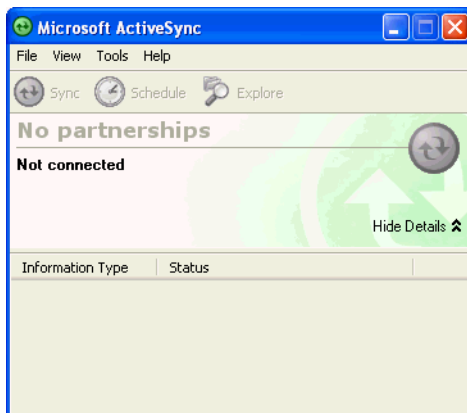 Microsoft ActiveSync
File View Tools Help
Sync Schedule Explore
No partnerships
Not connected
Hide Details
Information Type Status